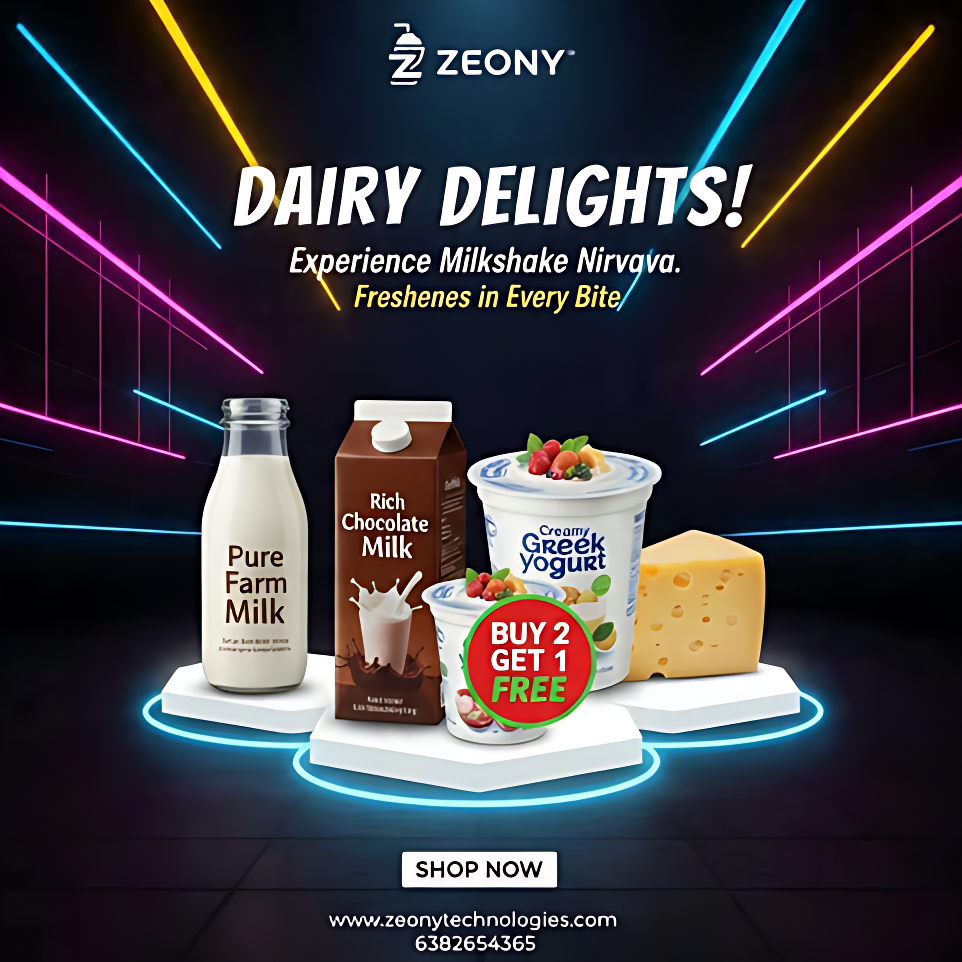 ZEONY
DAIRY DELIGHTS!
Experience Milkshake Nirvava.
Freshenes in Every Bite
Pure
Farm
Milk
Rich
Chocolate
Milk
Creamy
Greek
Yogurt
BUY 2
GET 1
FREE
SHOP NOW
www.zeonytechnologies.com
6382654365